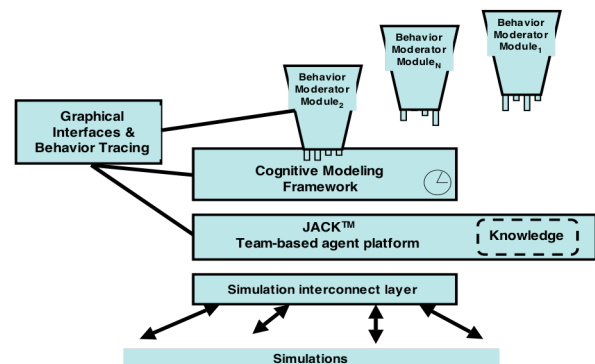 Behavior
Moderator
Module1
Behavior
Moderator
ModuleN
Behavior
Moderator
Module2
Graphical
Interfaces &
Behavior Tracing
Cognitive Modeling
Framework
JACK™
Team-based agent platform
Knowledge
Simulation interconnect layer
Simulations